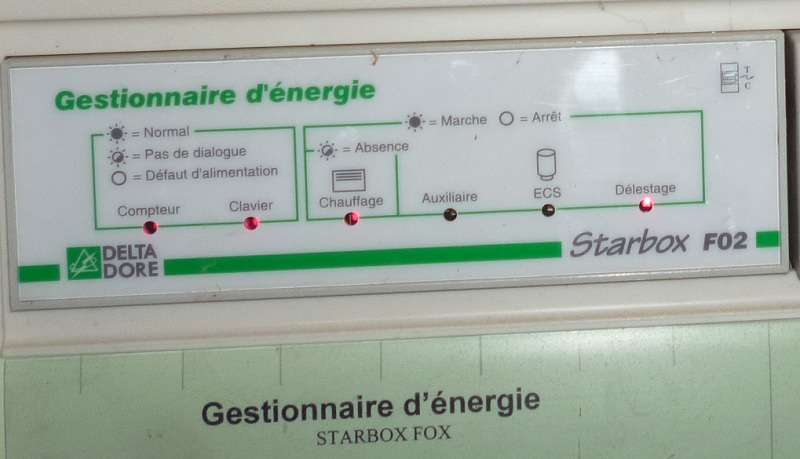 Gestionnaire d'énergie
T
C
= Normal
= Marche = Arrêt
= Pas de dialogue
= Absence
= Défaut d'alimentation
Compteur Clavier Chauffage Auxiliaire ECS Délestage
DELTA DORE
Starbox F02
Gestionnaire d'énergie
STARBOX FOX